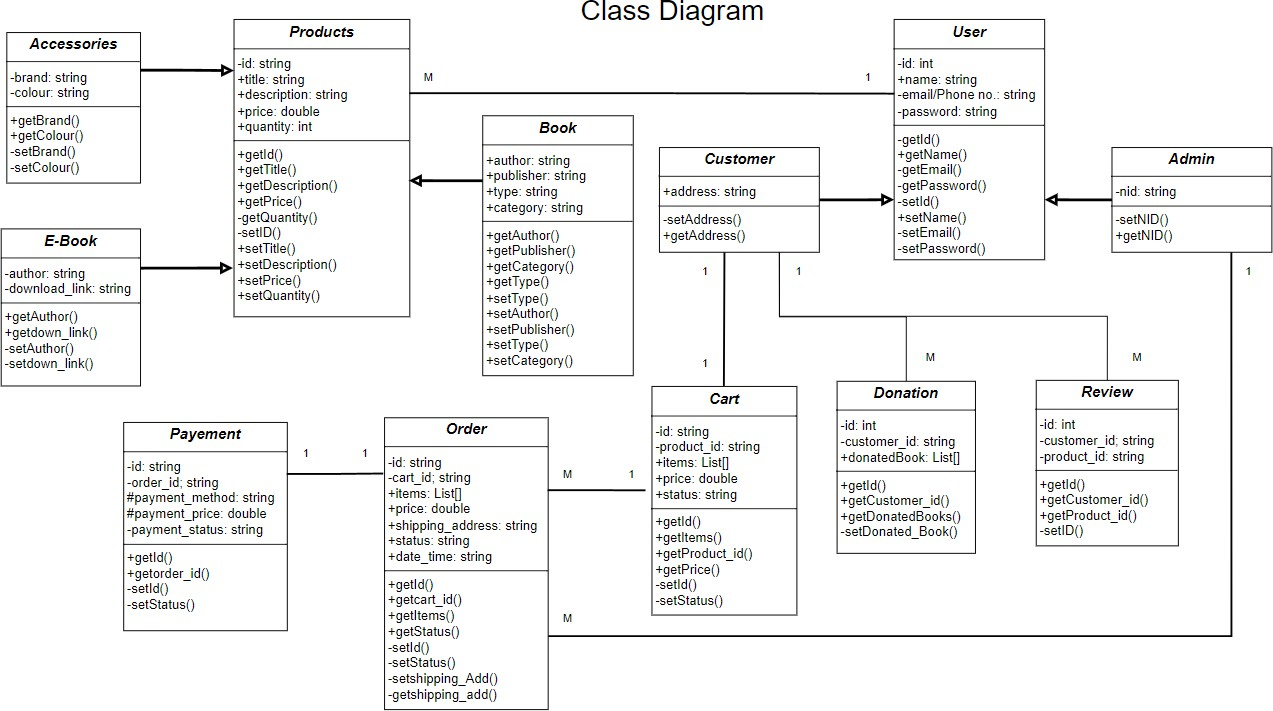 Class Diagram
Accessories
-brand: string
-colour: string
+getBrand()
+getColour()
-setBrand()
-setColour()
Products
-id: string
+title: string
+description: string
+price: double
+quantity: int
+getId()
+getTitle()
+getDescription()
+getPrice()
-getQuantity()
-setID()
+setTitle()
+setDescription()
+setPrice()
+setQuantity()
M
1
User
-id: int
+name: string
-email/Phone no.: string
-password: string
-getId()
+getName()
-getEmail()
-getPassword()
-setId()
+setName()
-setEmail()
-setPassword()
Book
+author: string
+publisher: string
+type: string
+category: string
+getAuthor()
+getPublisher()
+getCategory()
+getType()
+setType()
+setAuthor()
+setPublisher()
+setType()
+setCategory()
Customer
+address: string
-setAddress()
+getAddress()
Admin
-nid: string
-setNID()
+getNID()
E-Book
-author: string
-download_link: string
+getAuthor()
+getdown_link()
-setAuthor()
-setdown_link()
1
1
1
1
M
M
Payement
-id: string
-order_id; string
#payment_method: string
#payment_price: double
-payment_status: string
+getId()
+getorder_id()
-setId()
-setStatus()
1
1
Order
-id: string
-cart_id; string
+items: List[]
+price: double
+shipping_address: string
+status: string
+date_time: string
+getId()
+getcart_id()
+getItems()
+getStatus()
-setId()
-setStatus()
-setshipping_Add()
-getshipping_add()
M
1
M
Cart
-id: string
-product_id: string
+items: List[]
+price: double
+status: string
+getId()
+getItems()
+getProduct_id()
+getPrice()
-setId()
-setStatus()
Donation
-id: int
-customer_id: string
+donatedBook: List[]
+getId()
+getCustomer_id()
+getDonatedBooks()
-setDonated_Book()
Review
-id: int
-customer_id; string
-product_id: string
+getId()
+getCustomer_id()
+getProduct_id()
-setID()